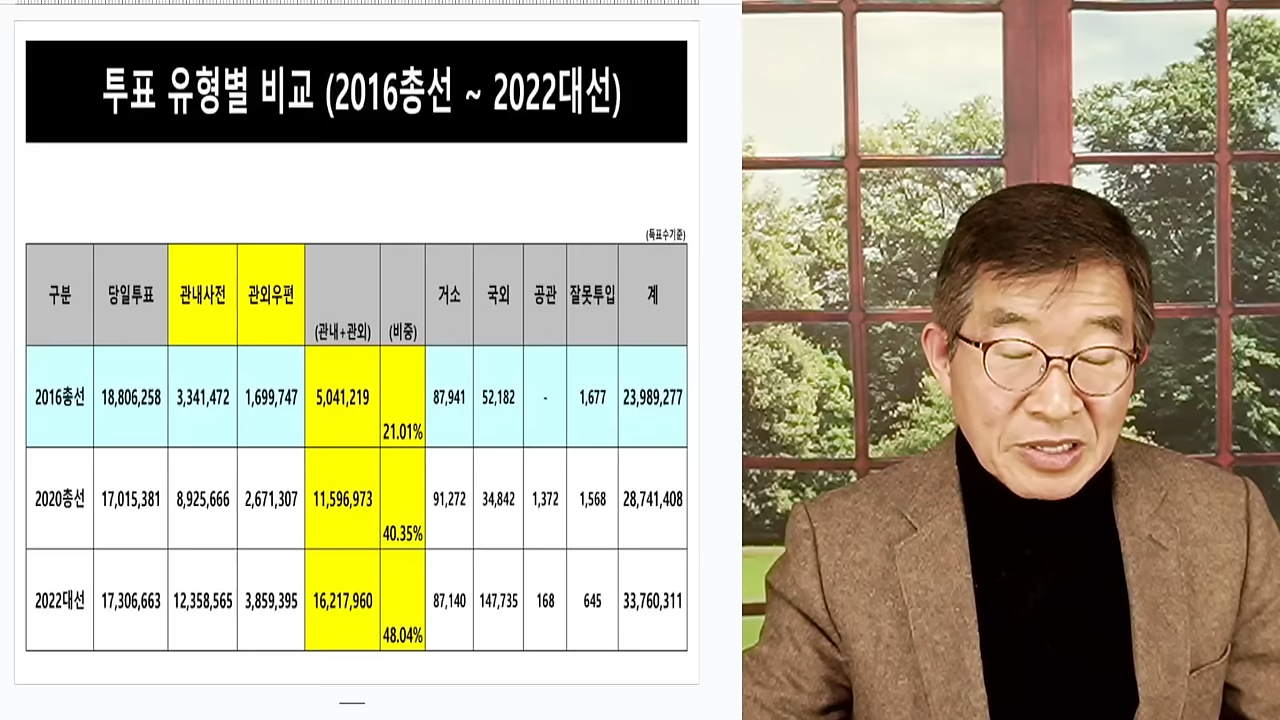 투표 유형별 비교 (2016총선 ~ 2022대선)
(득표수기준)
구분 당일투표 관내사전 관외우편 (관내+관외) (비중) 거소 국외 공관 잘못투입 계
2016총선 18,806,258 3,341,472 1,699,747 5,041,219 21.01% 87,941 52,182 - 1,677 23,989,277
2020총선 17,015,381 8,925,666 2,671,307 11,596,973 40.35% 91,272 34,842 1,372 1,568 28,741,408
2022대선 17,306,663 12,358,565 3,859,395 16,217,960 48.04% 87,140 147,735 168 645 33,760,311